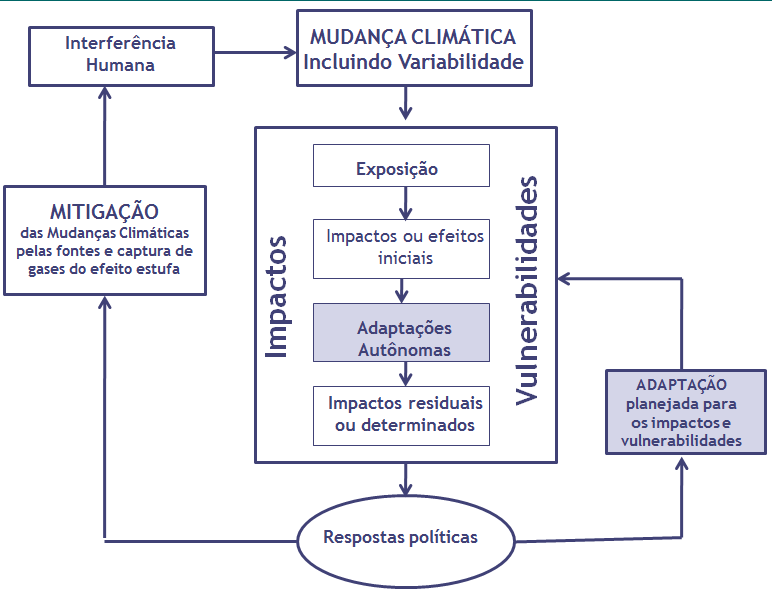 Interferência
Humana
MUDANÇA CLIMÁTICA
Incluindo Variabilidade
MITIGAÇÃO
das Mudanças Climáticas
pelas fontes e captura de
gases do efeito estufa
Impactos
Exposição
Impactos ou efeitos
iniciais
Adaptações
Autônomas
Impactos residuais
ou determinados
Vulnerabilidades
ADAPTAÇÃO
planejada para
os impactos e
vulnerabilidades
Respostas políticas